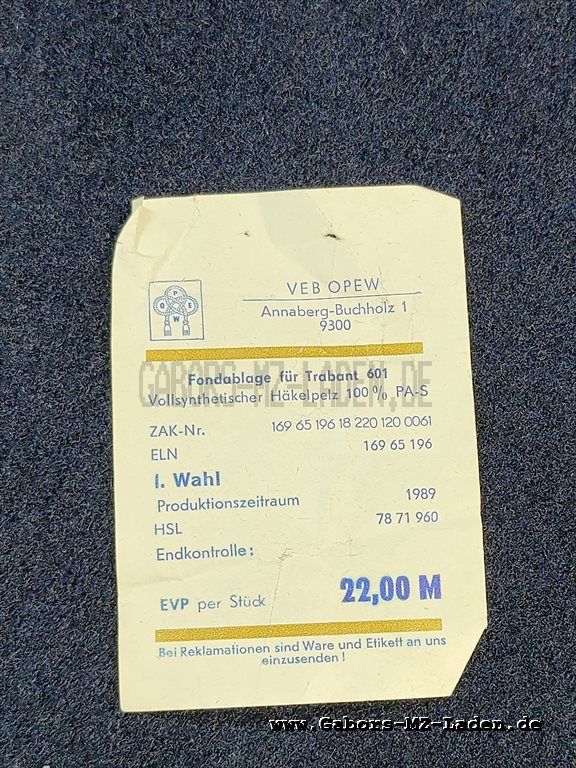 P
O E
W
VEB OPEW
Annaberg-Buchholz 1
9300
Fondablage für Trabant 601
GABORS-MZ-LADEN.DE
Vollsynthetischer Häkelpelz 100% PA-S
ZAK-Nr. 169 65 196 18 220 120 0061
ELN 169 65 196
I. Wahl
Produktionszeitraum 1989
HSL 78 71 960
Endkontrolle:
EVP per Stück 22,00 M
Bei Reklamationen sind Ware und Etikett an uns
einzusenden!
www.Gabors-MZ-Laden.de